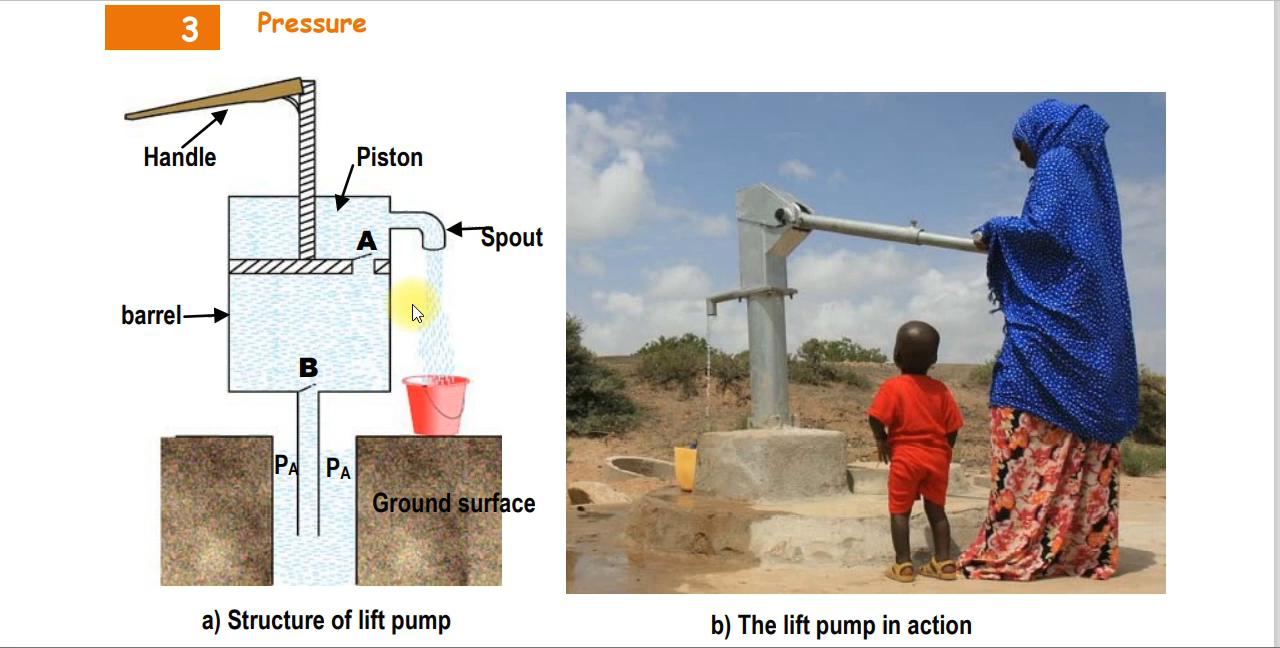 3 Pressure
Handle
Piston
A
Spout
barrel
B
PA PA
Ground surface
a) Structure of lift pump
b) The lift pump in action